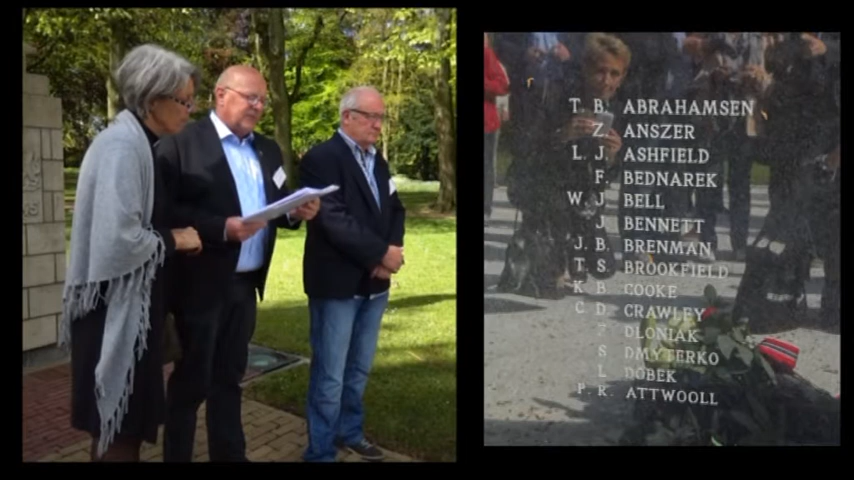 T. B. ABRAHAMSEN
Z. ANSZER
L. J. ASHFIELD
F. BEDNAREK
W. J. BELL
J. BENNETT
J. B. BRENMAN
T. S. BROOKFIELD
K. B. COOKE
C. D. CRAWLEY
F. DLONIAK
S. DMYTERKO
L. DOBEK
P. R. ATTWOOLL